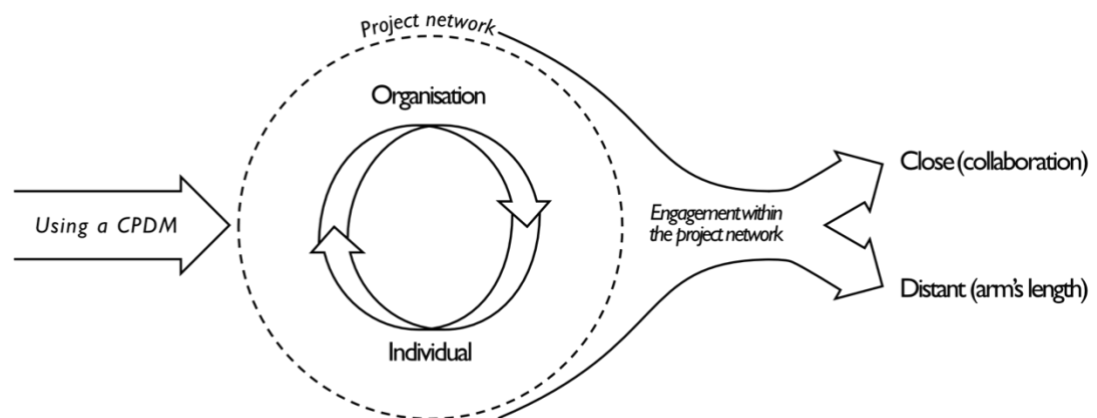 Project network
Organisation
Using a CPDM
Individual
Engagement within
the project network
Close (collaboration)
Distant (arm's length)